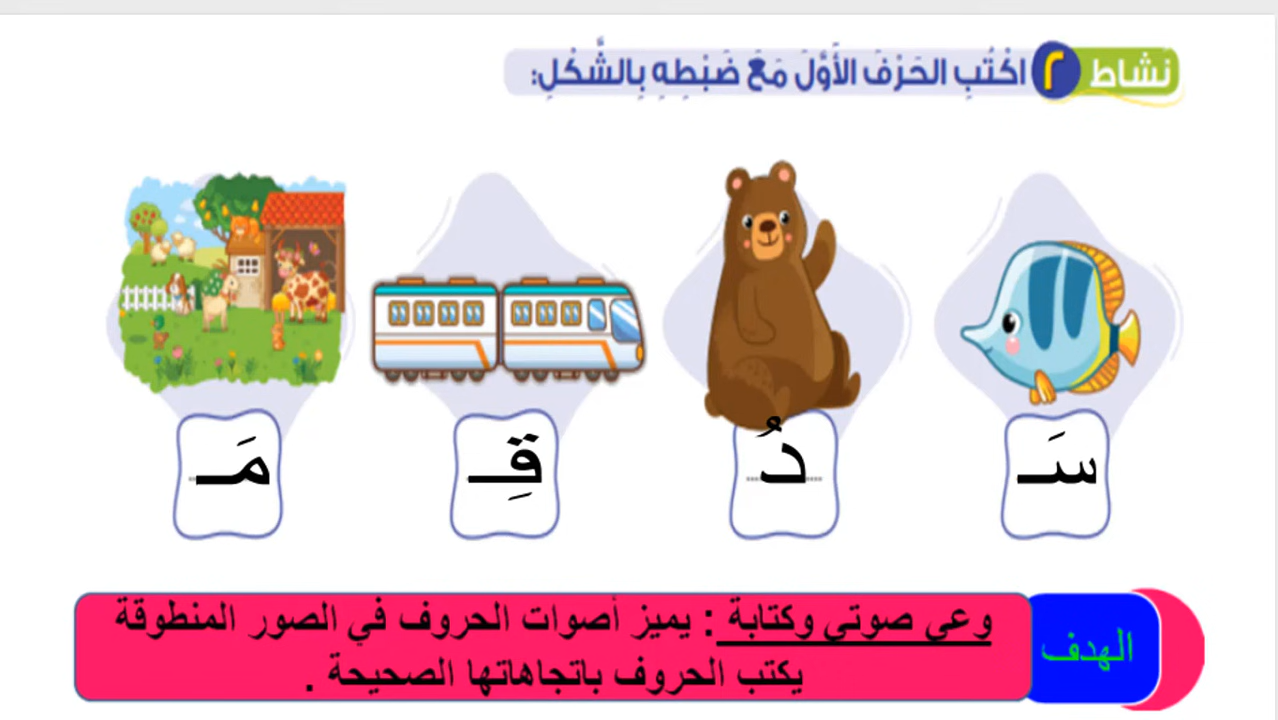 نَشاط ٢ اكْتُبِ الحَرْفَ الأَوَّلَ مَعَ ضَبْطِهِ بِالشَّكْلِ:
سَـ دُ قِـ مَـ
الهدف
وعي صوتي وكتابة : يميز أصوات الحروف في الصور المنطوقة
يكتب الحروف باتجاهاتها الصحيحة .